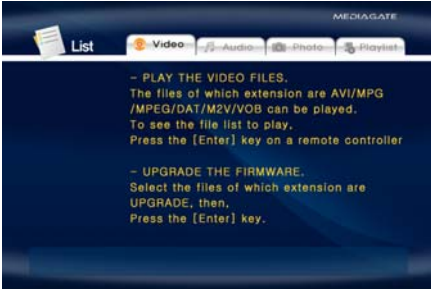 MEDIAGATE
List
Video
Audio
Photo
Playlist
- PLAY THE VIDEO FILES.
The files of which extension are AVI/MPG
/MPEG/DAT/M2V/VOB can be played.
To see the file list to play,
Press the [Enter] key on a remote controller
- UPGRADE THE FIRMWARE.
Select the files of which extension are
UPGRADE, then,
Press the [Enter] key.